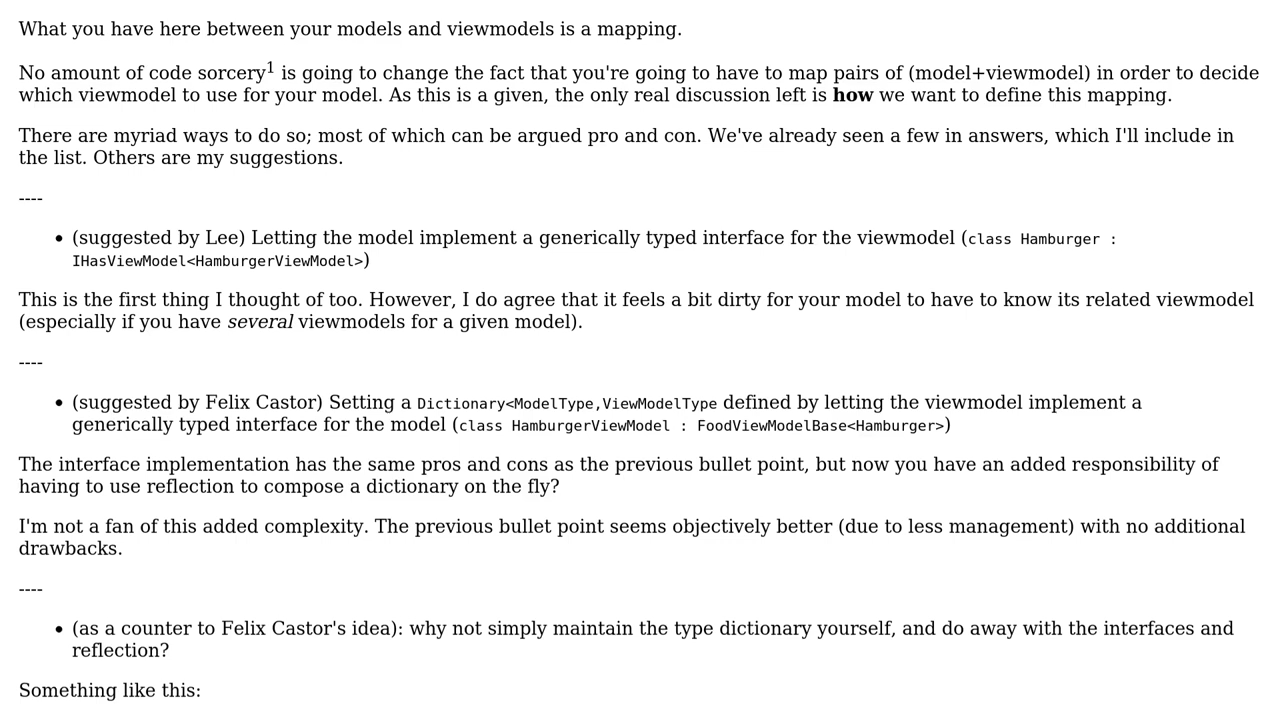 What you have here between your models and viewmodels is a mapping.
No amount of code sorcery1 is going to change the fact that you're going to have to map pairs of (model+viewmodel) in order to decide
which viewmodel to use for your model. As this is a given, the only real discussion left is how we want to define this mapping.
There are myriad ways to do so; most of which can be argued pro and con. We've already seen a few in answers, which I'll include in
the list. Others are my suggestions.
----
• (suggested by Lee) Letting the model implement a generically typed interface for the viewmodel (class Hamburger :
IHasViewModel<HamburgerViewModel>)
This is the first thing I thought of too. However, I do agree that it feels a bit dirty for your model to have to know its related viewmodel
(especially if you have several viewmodels for a given model).
----
• (suggested by Felix Castor) Setting a Dictionary<ModelType,ViewModelType defined by letting the viewmodel implement a
generically typed interface for the model (class HamburgerViewModel : FoodViewModelBase<Hamburger>)
The interface implementation has the same pros and cons as the previous bullet point, but now you have an added responsibility of
having to use reflection to compose a dictionary on the fly?
I'm not a fan of this added complexity. The previous bullet point seems objectively better (due to less management) with no additional
drawbacks.
----
• (as a counter to Felix Castor's idea): why not simply maintain the type dictionary yourself, and do away with the interfaces and
reflection?
Something like this: